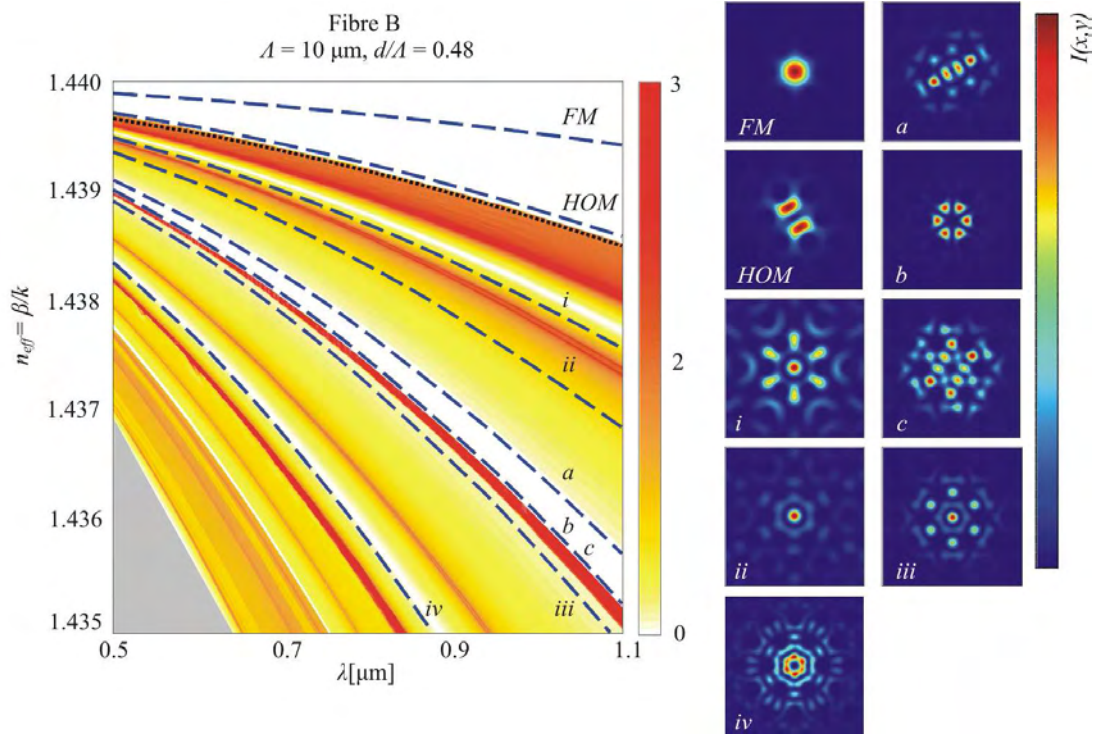 Fibre B
Λ = 10 μm, d/Λ = 0.48
1.440
1.439
1.438
1.437
1.436
1.435
n_eff = β/k
0.5
0.7
0.9
1.1
λ[μm]
FM
HOM
i
ii
a
b
c
iii
iv
3
2
0
FM
a
HOM
b
i
c
ii
iii
iv
I(x,y)